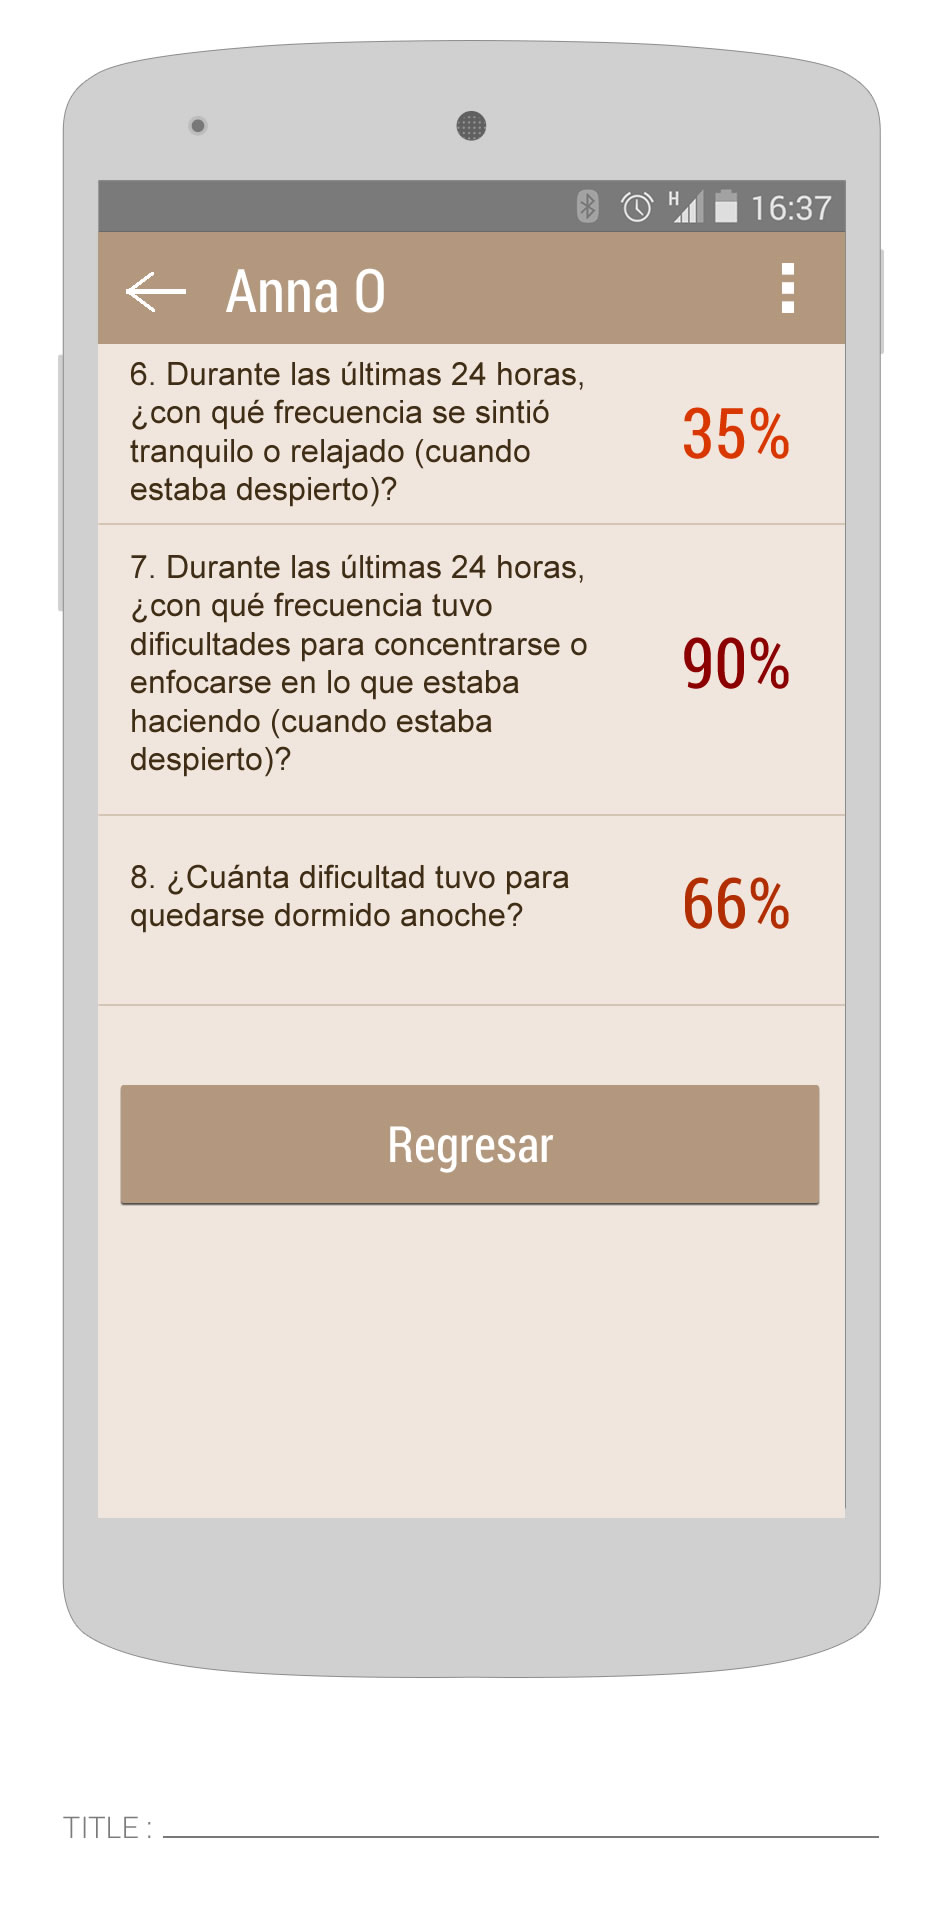 H 16:37
Anna O
6. Durante las últimas 24 horas,
¿con qué frecuencia se sintió
tranquilo o relajado (cuando
estaba despierto)?
35%
7. Durante las últimas 24 horas,
¿con qué frecuencia tuvo
dificultades para concentrarse o
enfocarse en lo que estaba
haciendo (cuando estaba
despierto)?
90%
8. ¿Cuánta dificultad tuvo para
quedarse dormido anoche?
66%
Regresar
TITLE :